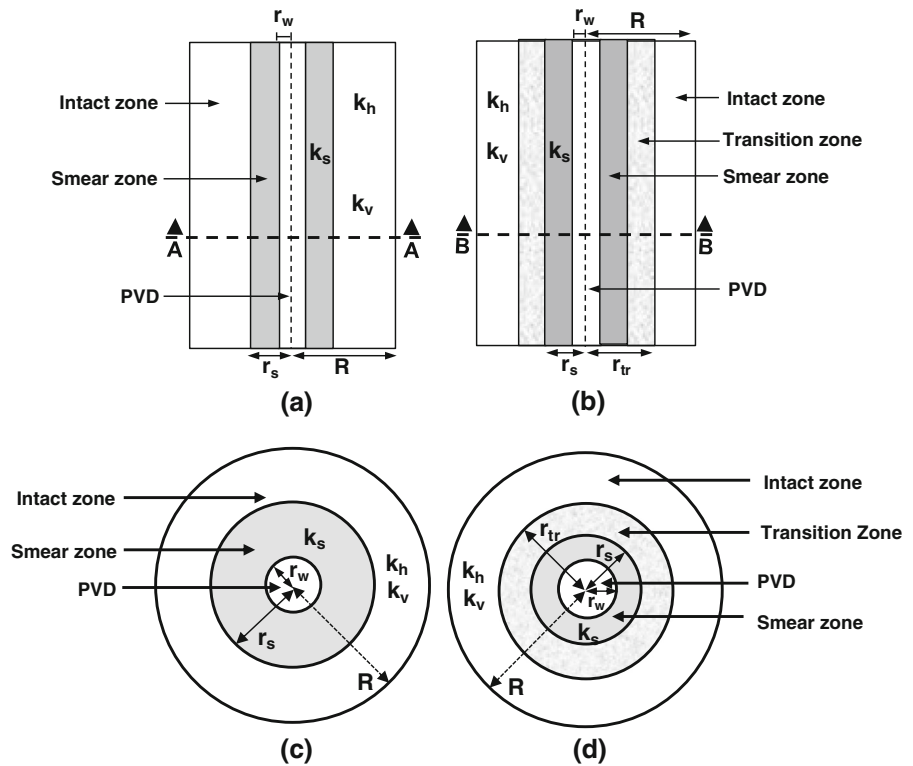 r_w
Intact zone
k_h
k_s
Smear zone
k_v
A A
PVD
r_s R
(a)
r_w R
k_h Intact zone
Transition zone
k_v k_s
Smear zone
B B
PVD
r_s r_tr
(b)
Intact zone
k_s
Smear zone
r_w
k_h
PVD k_v
r_s
R
(c)
Intact zone
r_tr Transition Zone
r_s
k_h PVD
k_v r_w
Smear zone
k_s
R
(d)